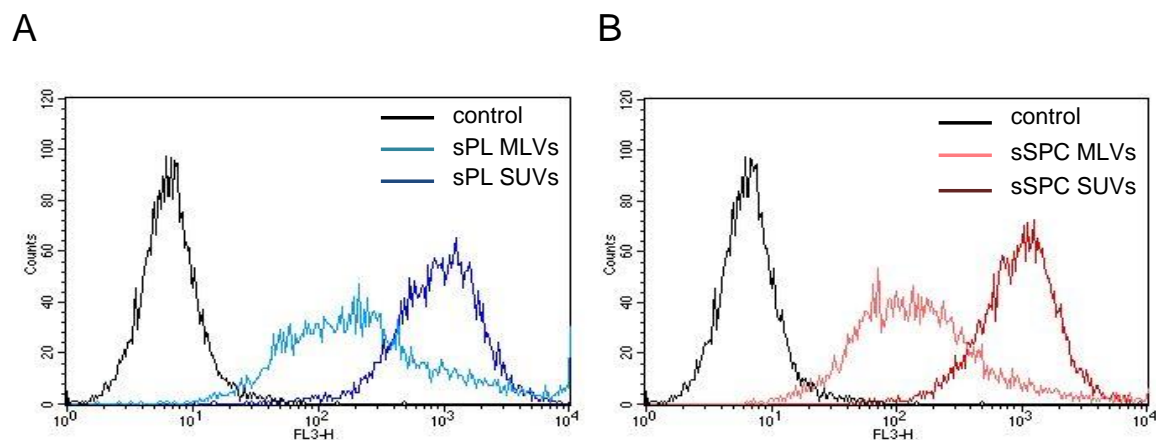 A
B
120
100
80
60
40
20
0
Counts
control
sPL MLVs
sPL SUVs
10^0
10^1
10^2
10^3
10^4
FL3-H
120
100
80
60
40
20
0
Counts
control
sSPC MLVs
sSPC SUVs
10^0
10^1
10^2
10^3
10^4
FL3-H